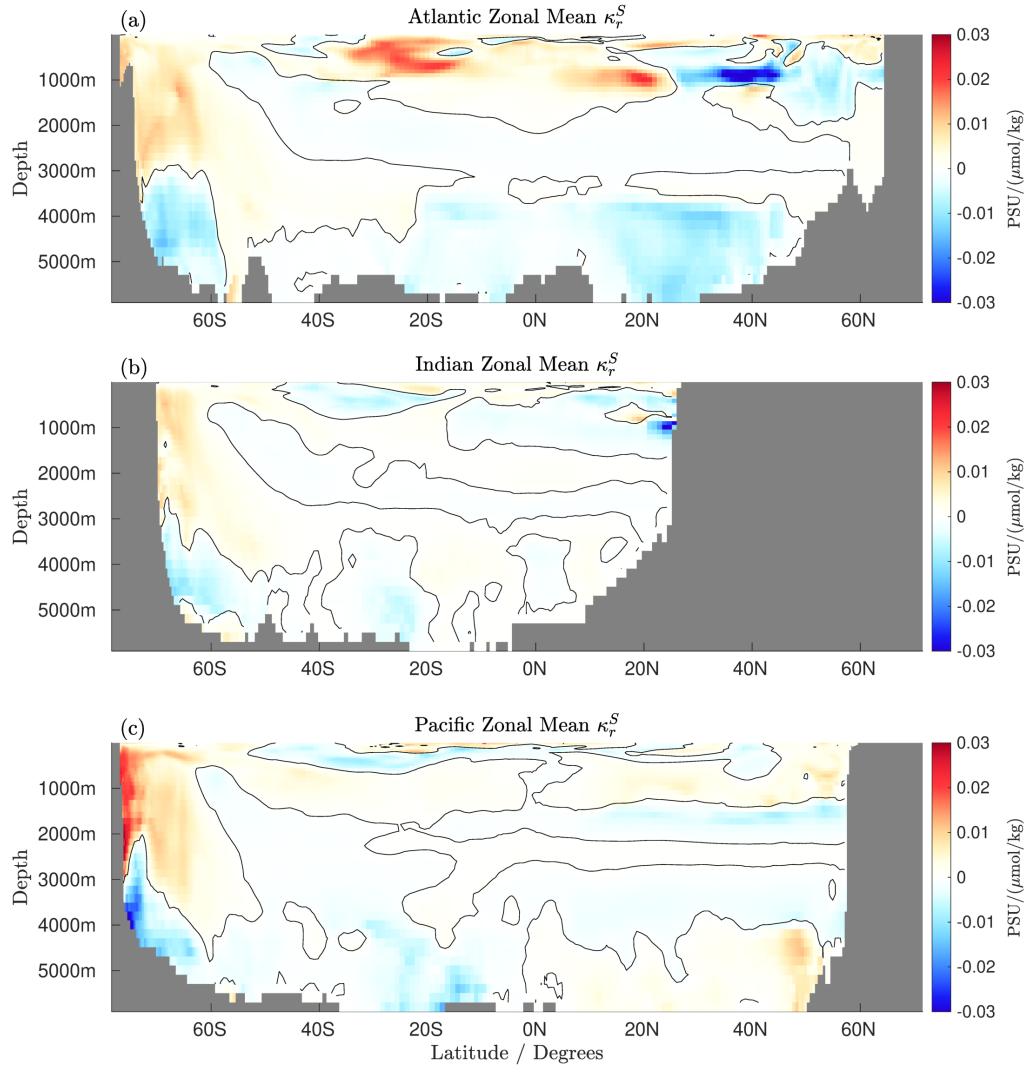 (a) Atlantic Zonal Mean κ_r^S
0.03
1000m 0.02
2000m 0.01
Depth 3000m 0 PSU/(μmol/kg)
4000m -0.01
5000m -0.02
-0.03
60S 40S 20S 0N 20N 40N 60N
(b) Indian Zonal Mean κ_r^S
0.03
1000m 0.02
2000m 0.01
Depth 3000m 0 PSU/(μmol/kg)
4000m -0.01
5000m -0.02
-0.03
60S 40S 20S 0N 20N 40N 60N
(c) Pacific Zonal Mean κ_r^S
0.03
1000m 0.02
2000m 0.01
Depth 3000m 0 PSU/(μmol/kg)
4000m -0.01
5000m -0.02
-0.03
60S 40S 20S 0N 20N 40N 60N
Latitude / Degrees